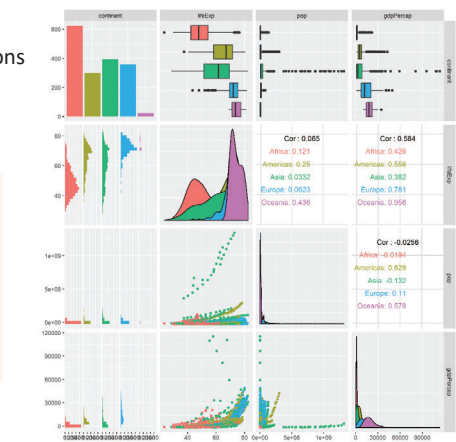 continent
lifeExp
pop
gdpPercap
ons
600-
400-
200-
0-
continent
80-
60-
40-
Cor : 0.065
Africa: 0.121
Americas: 0.25
Asia: 0.0332
Europe: 0.0623
Oceania: 0.436
Cor : 0.584
Africa: 0.426
Americas: 0.558
Asia: 0.382
Europe: 0.781
Oceania: 0.956
lifeExp
1e+09-
5e+08-
0e+00-
Cor : -0.0256
Africa: -0.0184
Americas: 0.629
Asia: -0.132
Europe: 0.11
Oceania: 0.578
pop
120000
90000-
60000-
30000-
0-
gdpPercap
40
60
80
0e+00
5e+08
1e+09
0
30000
60000
90000